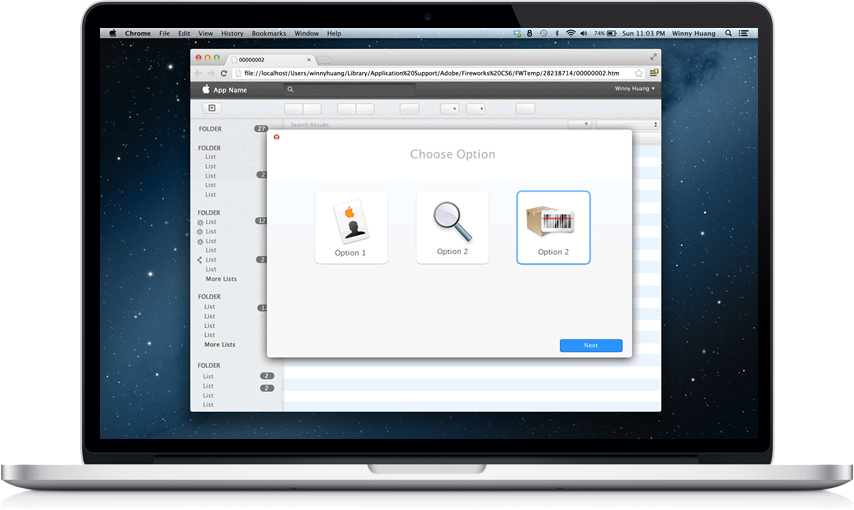 Chrome File Edit View History Bookmarks Window Help 74% Sun 11:03 PM Winny Huang
00000002
file://localhost/Users/winnyhuang/Library/Application%20Support/Adobe/Fireworks%20CS6/FWTemp/28238714/00000002.htm
App Name Winny Huang
Search Results
FOLDER 27
FOLDER
List
List
List 2
List
List
FOLDER
List 12
List
List
List
List 2
List
More Lists
FOLDER
List
List
List
List
More Lists
FOLDER
List 2
List 2
List
List
Choose Option
Option 1
Option 2
Option 2
Next